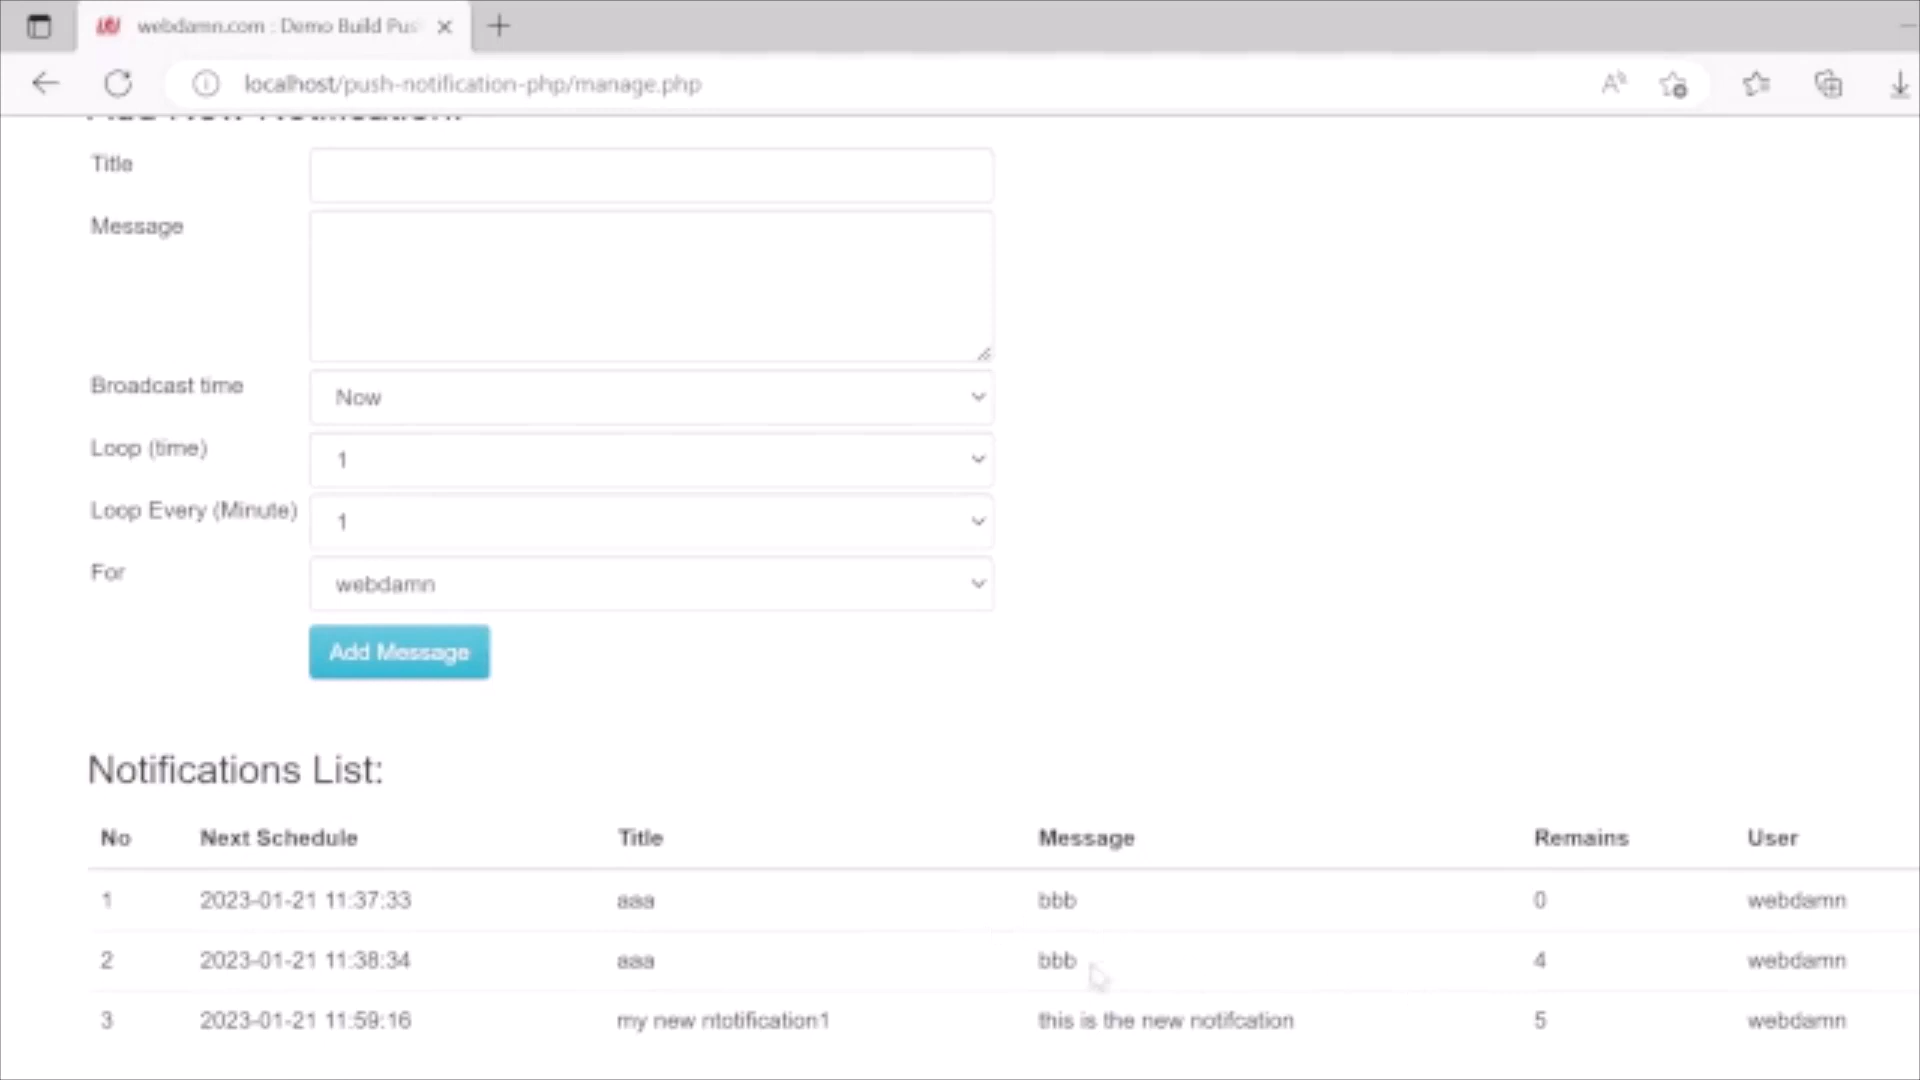 webdamn.com : Demo Build Pus
localhost/push-notification-php/manage.php
Add New Notification:
Title
Message
Broadcast time
Now
Loop (time)
1
Loop Every (Minute)
1
For
webdamn
Add Message
Notifications List:
No Next Schedule Title Message Remains User
1 2023-01-21 11:37:33 aaa bbb 0 webdamn
2 2023-01-21 11:38:34 aaa bbb 4 webdamn
3 2023-01-21 11:59:16 my new ntotification1 this is the new notifcation 5 webdamn